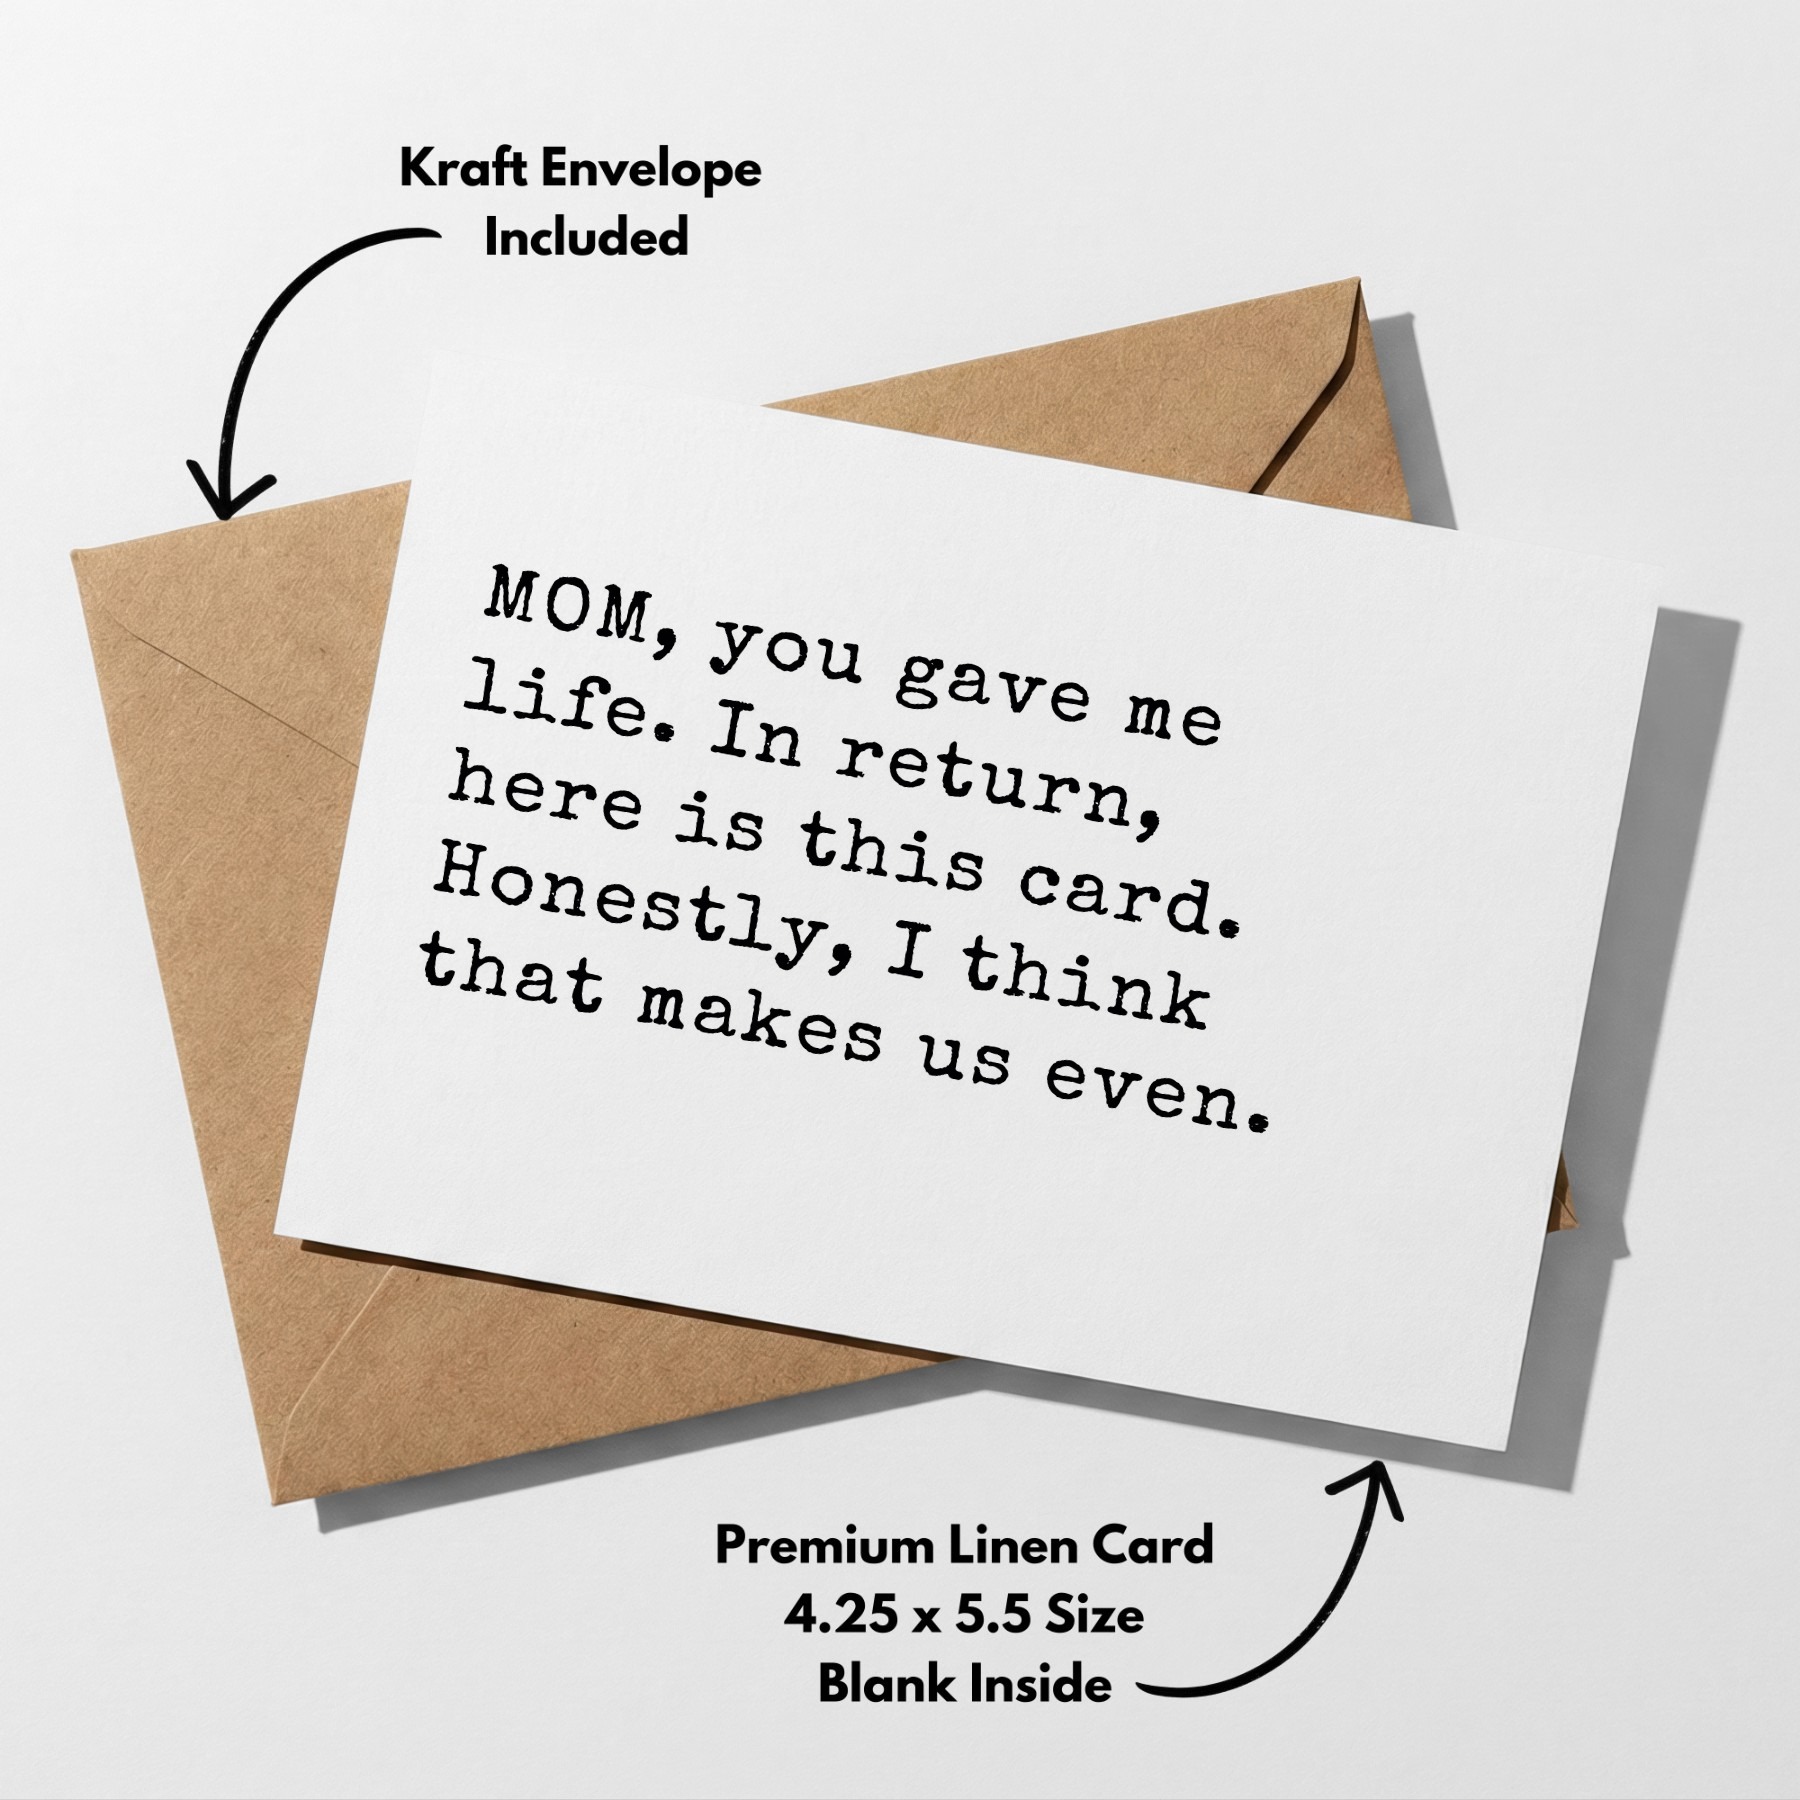 Kraft Envelope
Included
MOM, you gave me
life. In return,
here is this card.
Honestly, I think
that makes us even.
Premium Linen Card
4.25 x 5.5 Size
Blank Inside